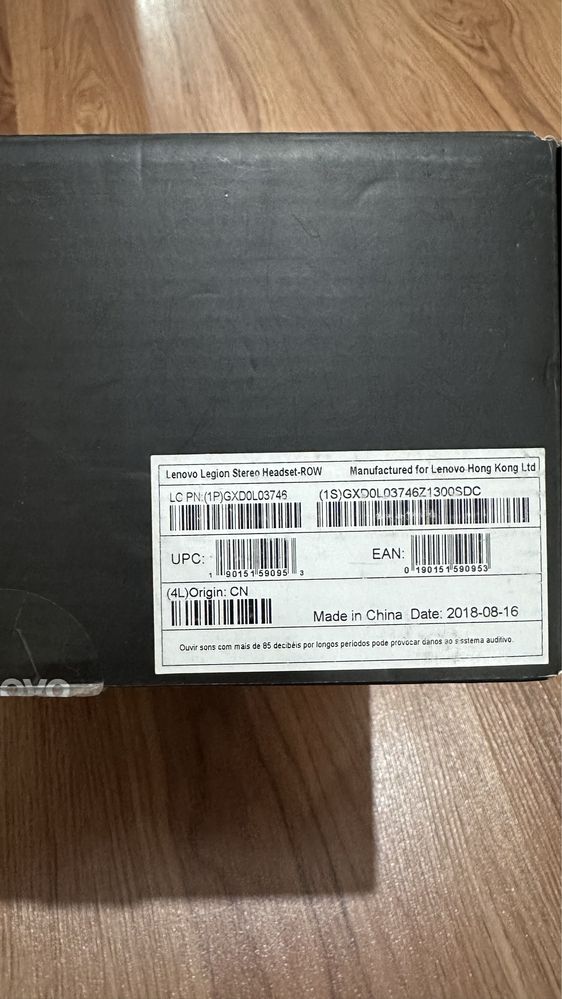 Lenovo Legion Stereo Headset-ROW Manufactured for Lenovo Hong Kong Ltd
LC PN:(1P)GXD0L03746 (1S)GXD0L03746Z1300SDC
UPC: 1 90151 59095 3 EAN: 0 190151 590953
(4L)Origin: CN
Made in China Date: 2018-08-16
Ouvir sons com mais de 85 decibéis por longos períodos pode provocar danos ao sistema auditivo.
ovo